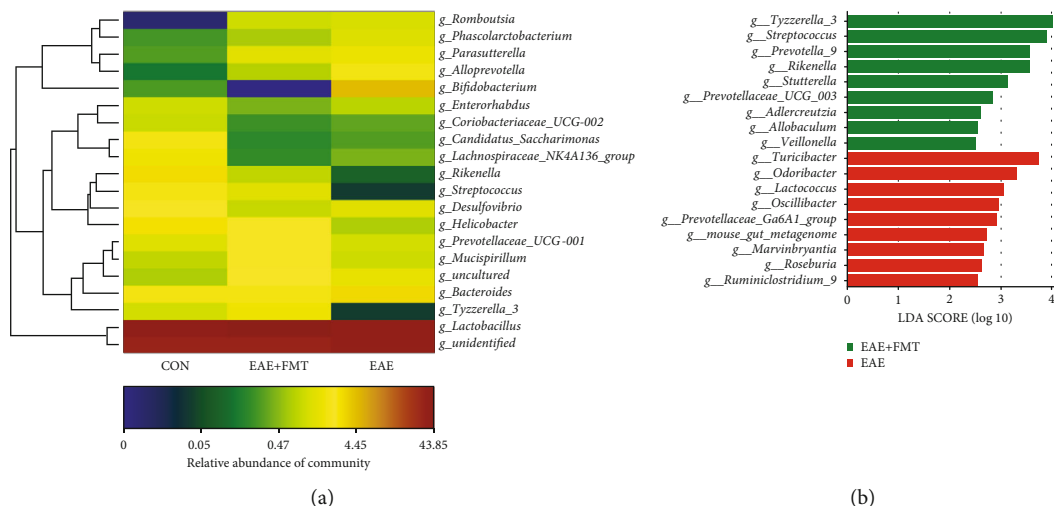 g_Romboutsia
g_Phascolarctobacterium
g_Parasutterella
g_Alloprevotella
g_Bifidobacterium
g_Enterorhabdus
g_Coriobacteriaceae_UCG-002
g_Candidatus_Saccharimonas
g_Lachnospiraceae_NK4A136_group
g_Rikenella
g_Streptococcus
g_Desulfovibrio
g_Helicobacter
g_Prevotellaceae_UCG-001
g_Mucispirillum
g_uncultured
g_Bacteroides
g_Tyzzerella_3
g_Lactobacillus
g_unidentified
CON EAE+FMT EAE
0 0.05 0.47 4.45 43.85
Relative abundance of community
(a)
g__Tyzzerella_3
g__Streptococcus
g__Prevotella_9
g__Rikenella
g__Stutterella
g__Prevotellaceae_UCG_003
g__Adlercreutzia
g__Allobaculum
g__Veillonella
g__Turicibacter
g__Odoribacter
g__Lactococcus
g__Oscillibacter
g__Prevotellaceae_Ga6A1_group
g__mouse_gut_metagenome
g__Marvinbryantia
g__Roseburia
g__Ruminiclostridium_9
0 1 2 3 4
LDA SCORE (log 10)
EAE+FMT
EAE
(b)